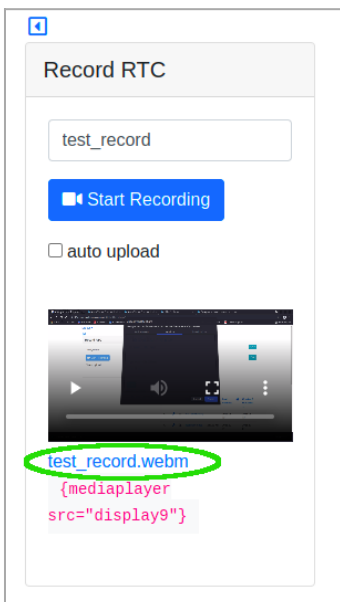 Record RTC
test_record
Start Recording
auto upload
test_record.webm
{mediaplayer
src="display9"}